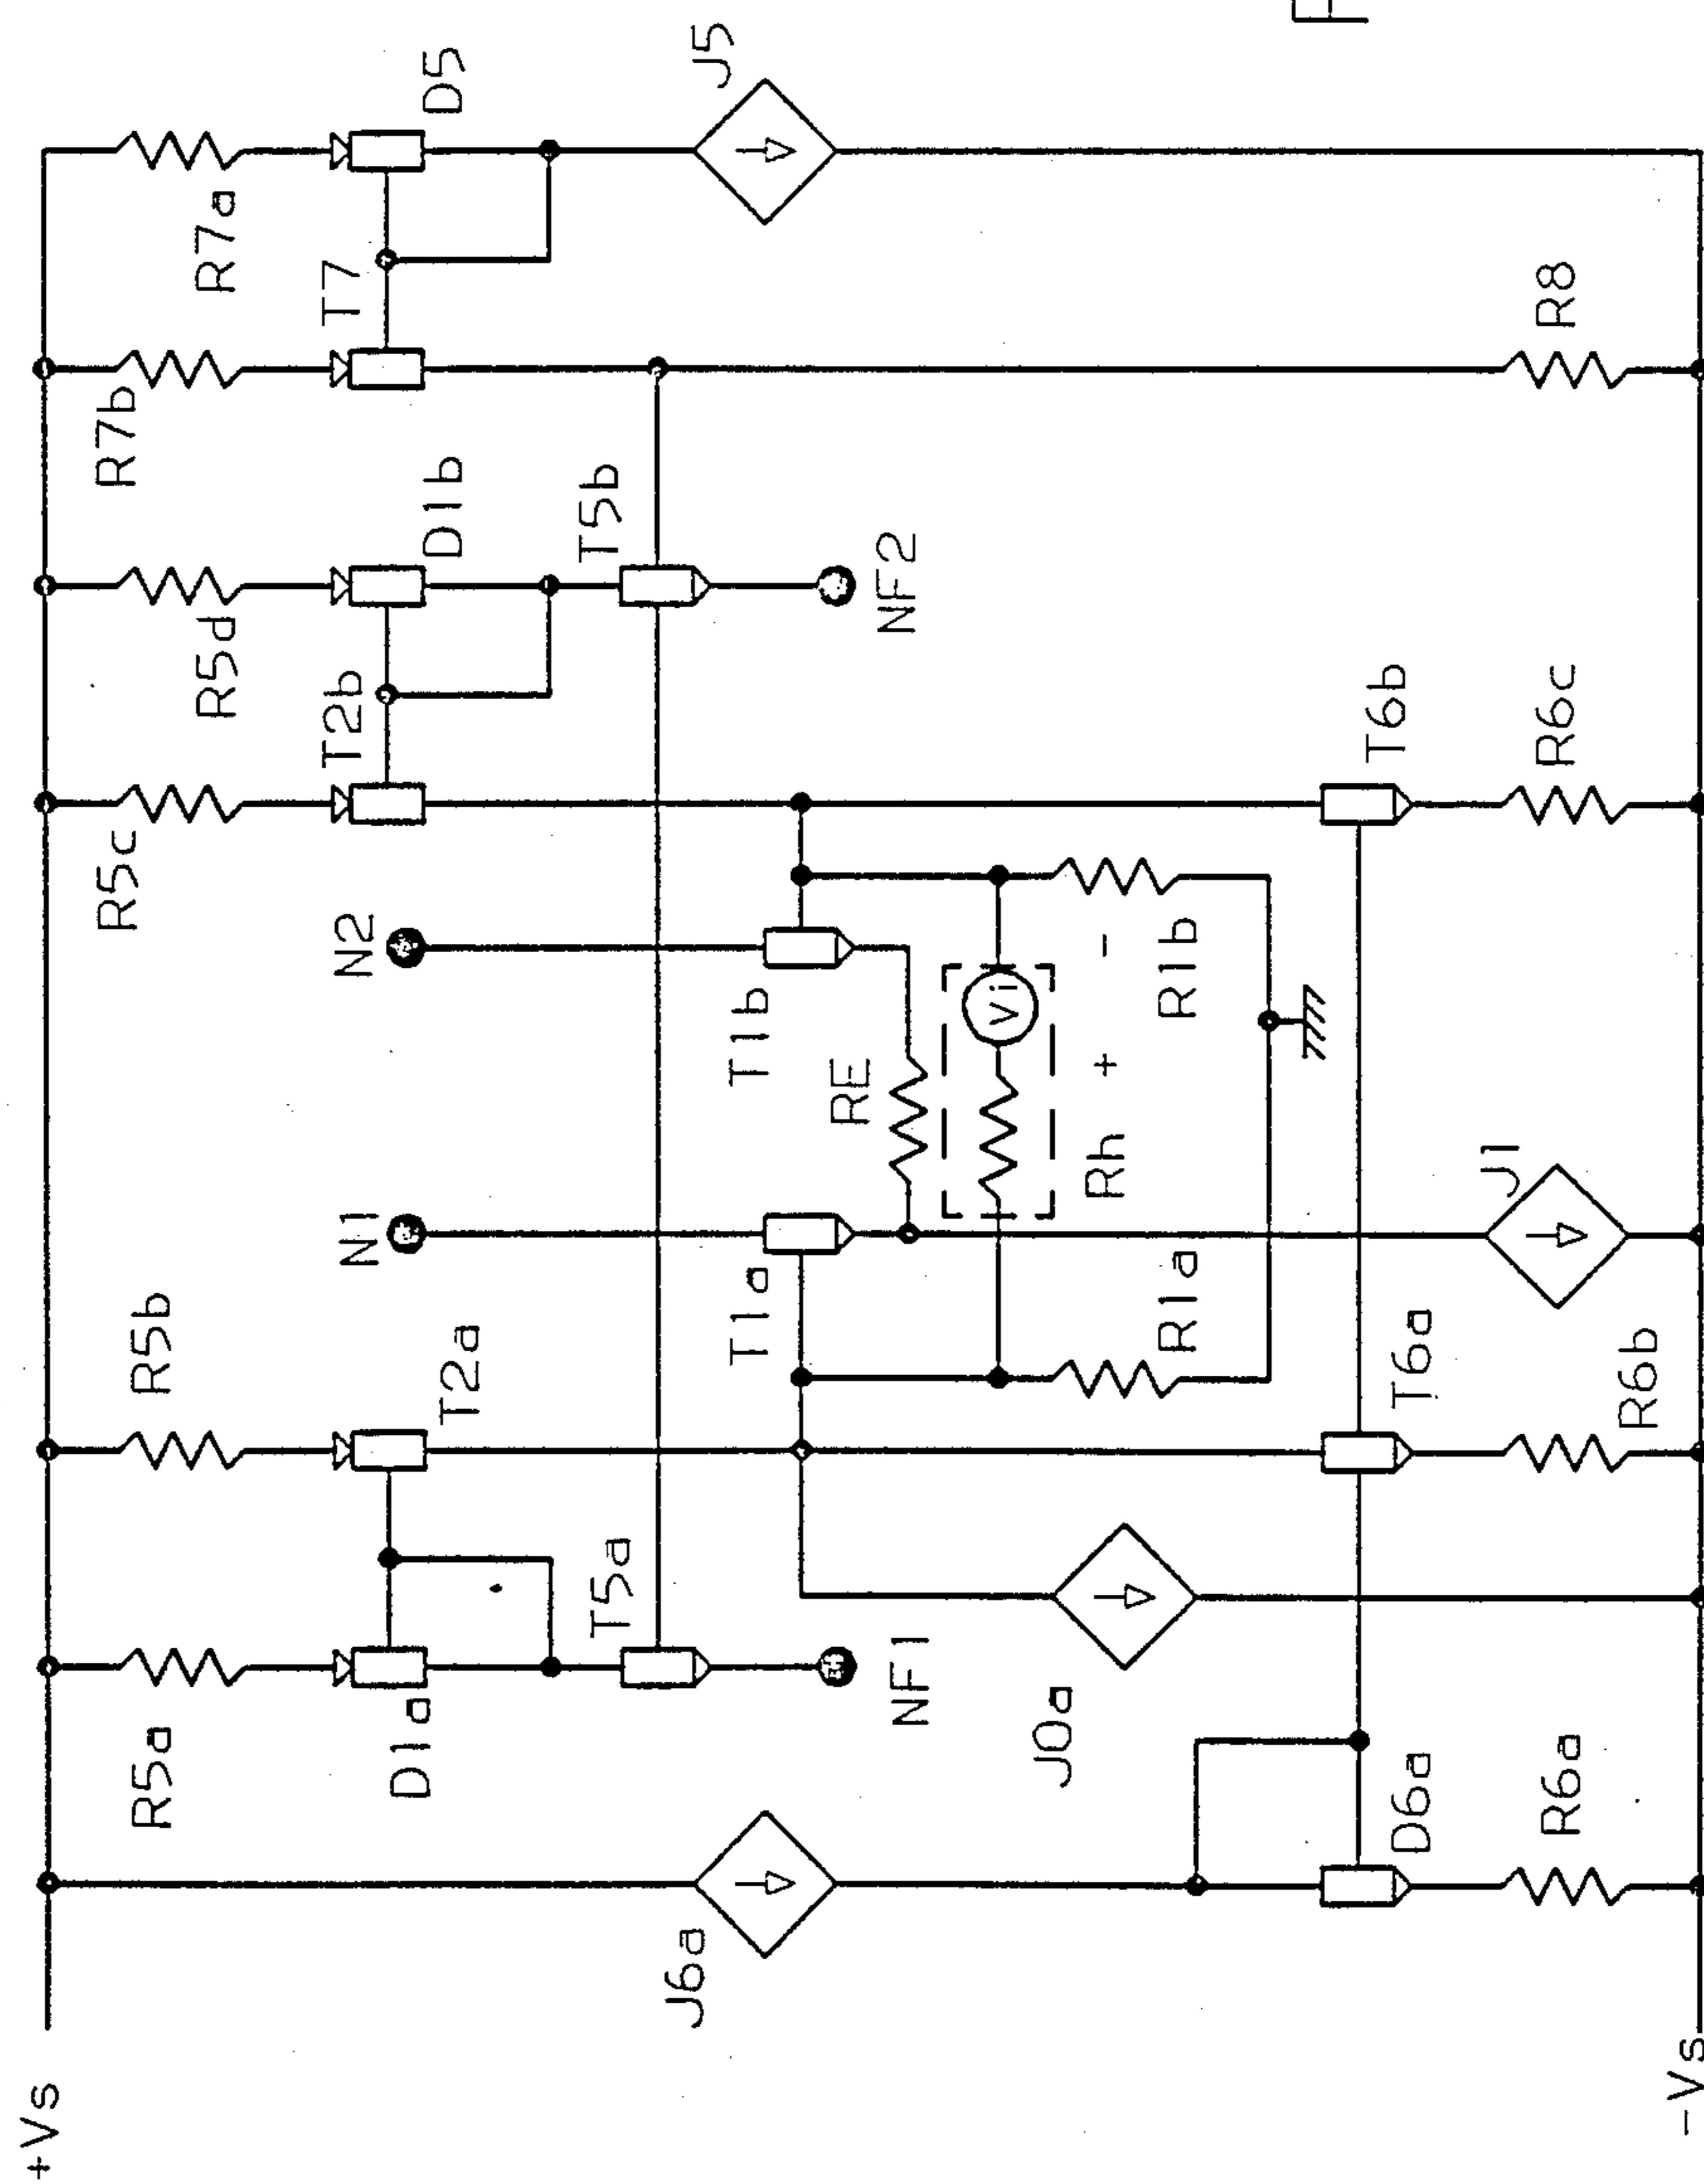 +Vs
R5a
R5b
R5c
R5d
R7b
R7a
D1a
T2a
N1
N2
T2b
D1b
T7
D5
T5a
T5b
J5
J6a
NF1
T1a
T1b
NF2
RE
Vi
J0a
Rh + -
R1a
R1b
D6a
T6a
T6b
J1
R6a
R6b
R6c
R8
-Vs